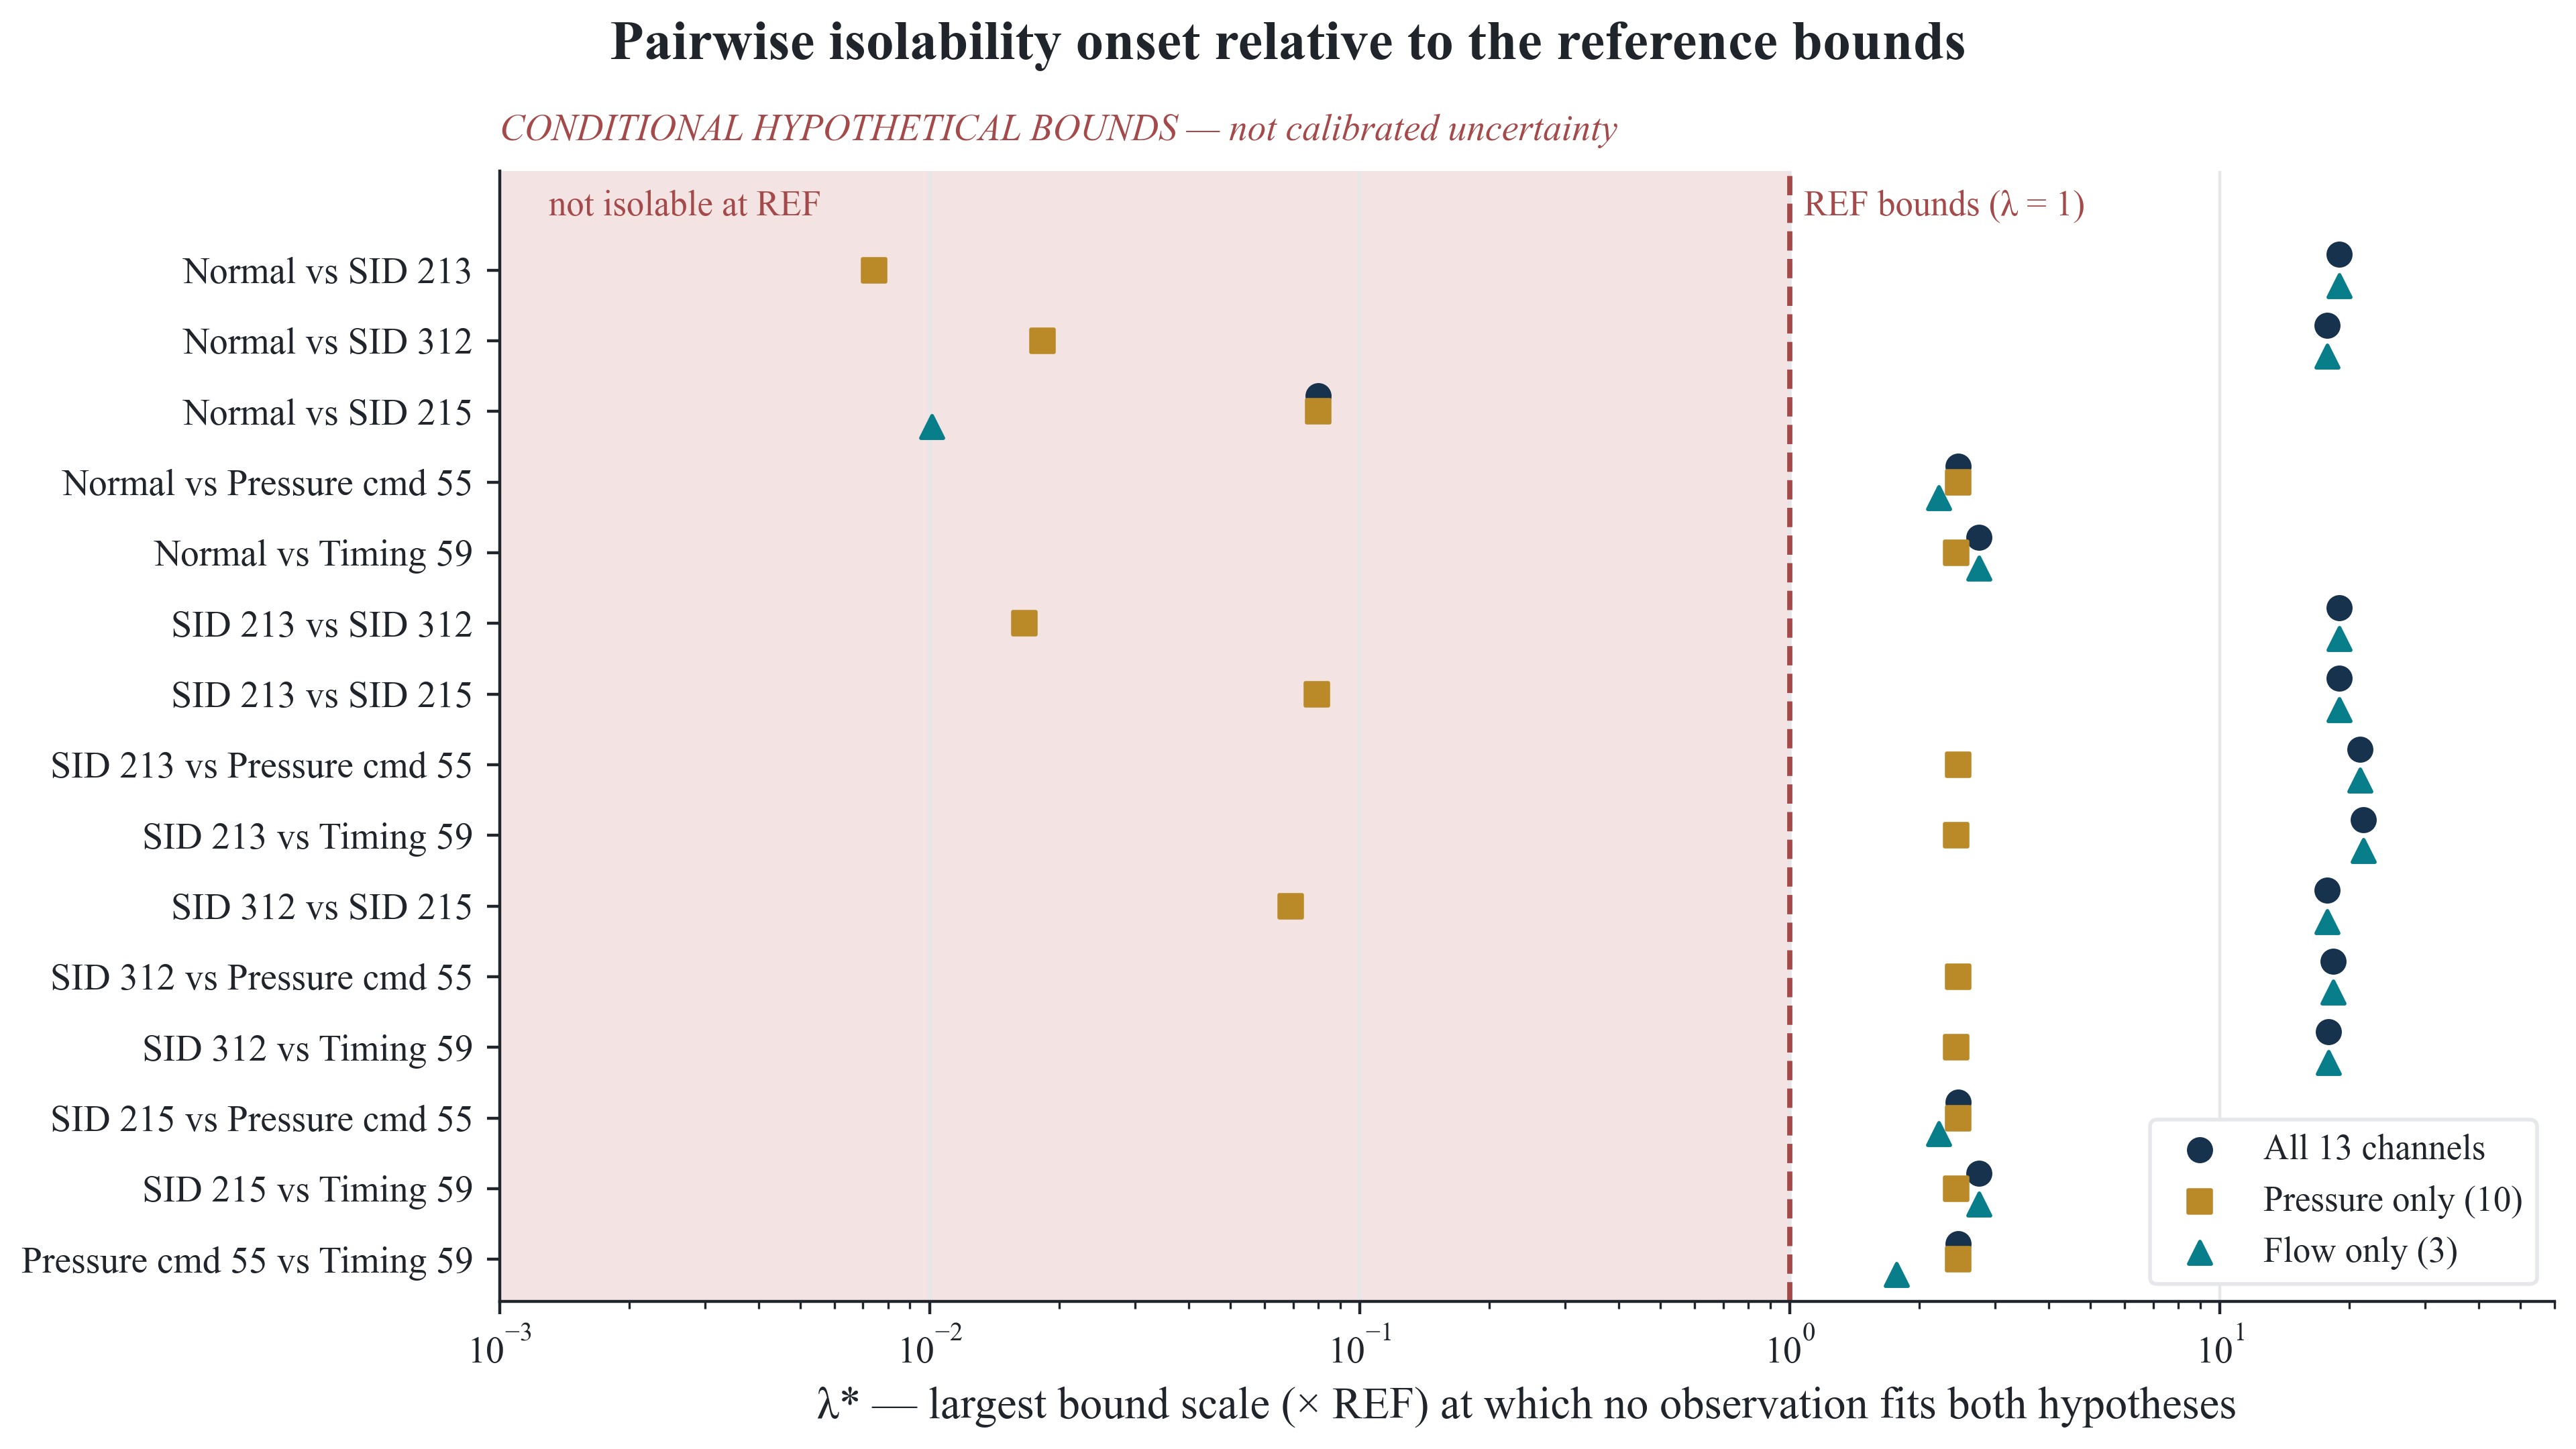 Pairwise isolability onset relative to the reference bounds
CONDITIONAL HYPOTHETICAL BOUNDS — not calibrated uncertainty
not isolable at REF
REF bounds (λ = 1)
Normal vs SID 213
Normal vs SID 312
Normal vs SID 215
Normal vs Pressure cmd 55
Normal vs Timing 59
SID 213 vs SID 312
SID 213 vs SID 215
SID 213 vs Pressure cmd 55
SID 213 vs Timing 59
SID 312 vs SID 215
SID 312 vs Pressure cmd 55
SID 312 vs Timing 59
SID 215 vs Pressure cmd 55
SID 215 vs Timing 59
Pressure cmd 55 vs Timing 59
All 13 channels
Pressure only (10)
Flow only (3)
10⁻³ 10⁻² 10⁻¹ 10⁰ 10¹
λ* — largest bound scale (× REF) at which no observation fits both hypotheses